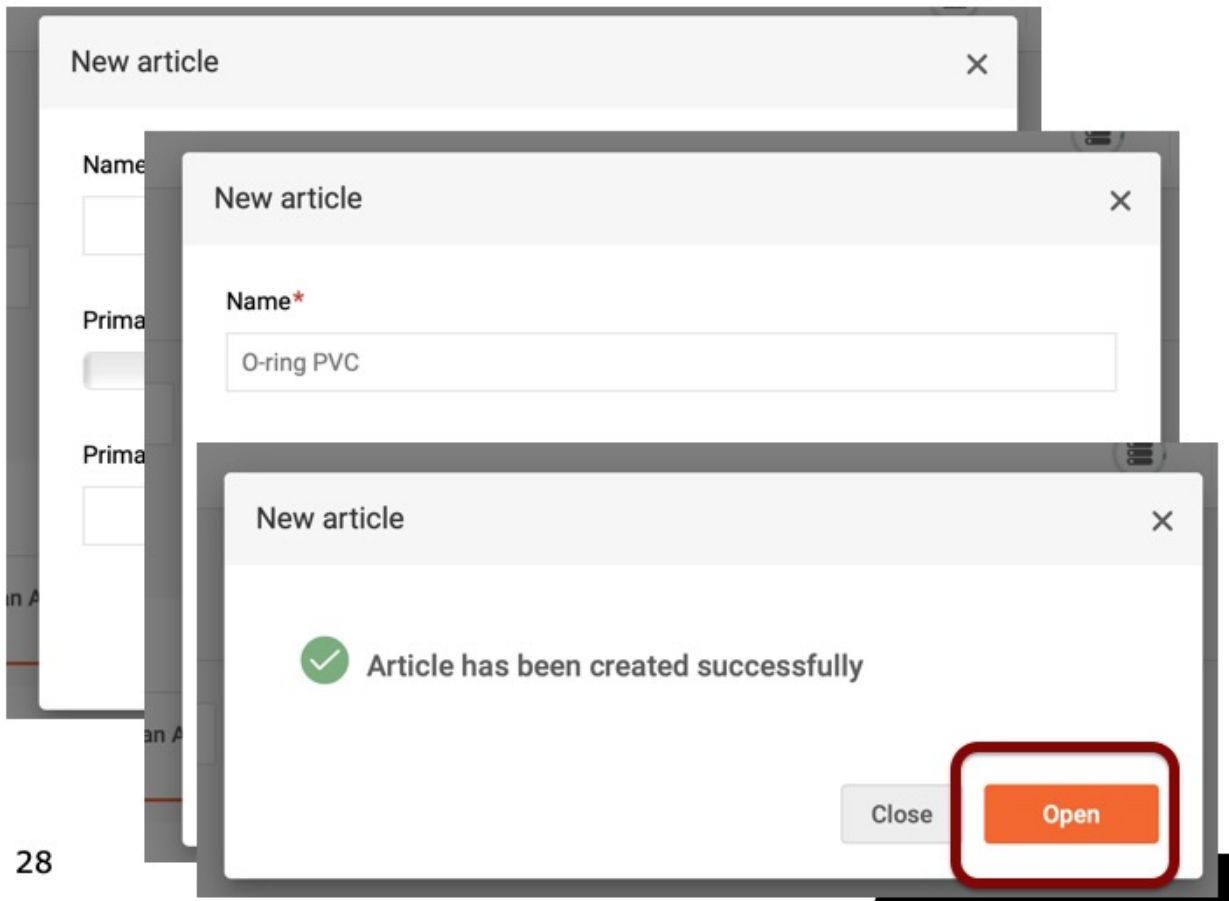 New article
Name
Prima
Prima
New article
Name*
O-ring PVC
New article
Article has been created successfully
Close
Open
28